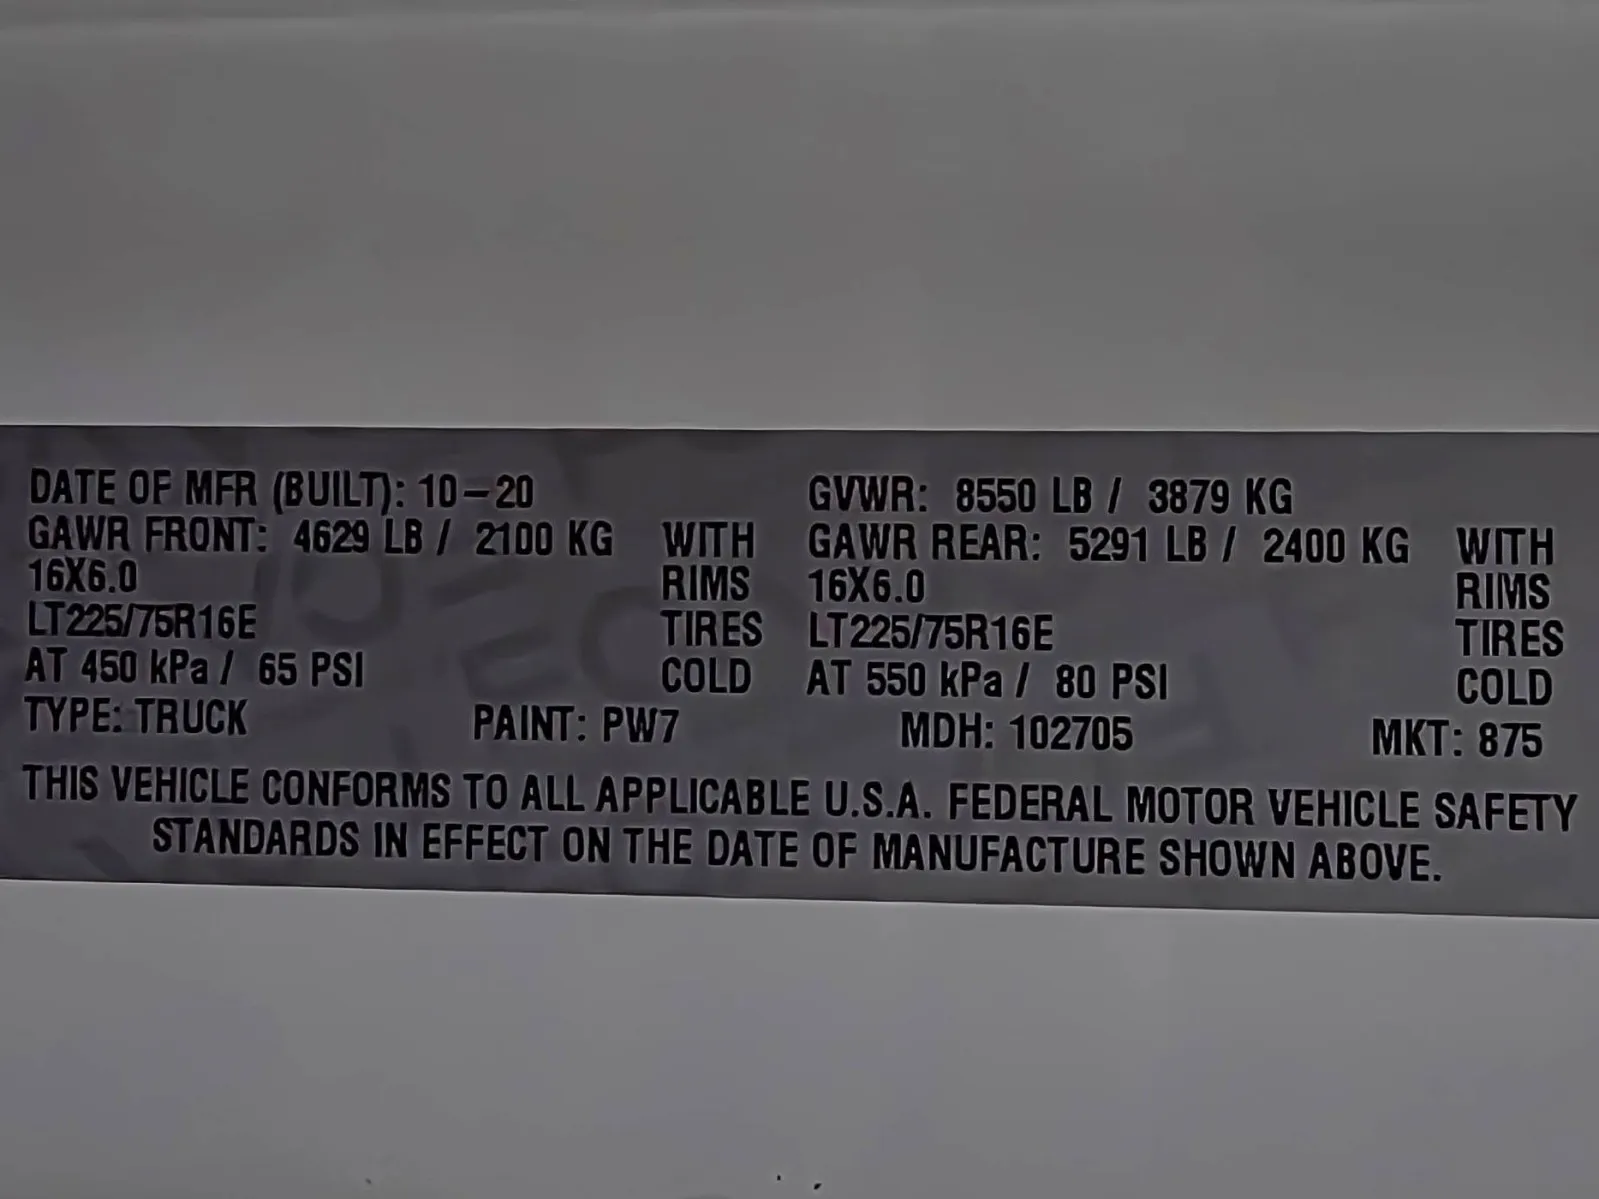 DATE OF MFR (BUILT): 10-20 GVWR: 8550 LB / 3879 KG
GAWR FRONT: 4629 LB / 2100 KG WITH GAWR REAR: 5291 LB / 2400 KG WITH
16X6.0 RIMS 16X6.0 RIMS
LT225/75R16E TIRES LT225/75R16E TIRES
AT 450 kPa / 65 PSI COLD AT 550 kPa / 80 PSI COLD
TYPE: TRUCK PAINT: PW7 MDH: 102705 MKT: 875
THIS VEHICLE CONFORMS TO ALL APPLICABLE U.S.A. FEDERAL MOTOR VEHICLE SAFETY
STANDARDS IN EFFECT ON THE DATE OF MANUFACTURE SHOWN ABOVE.